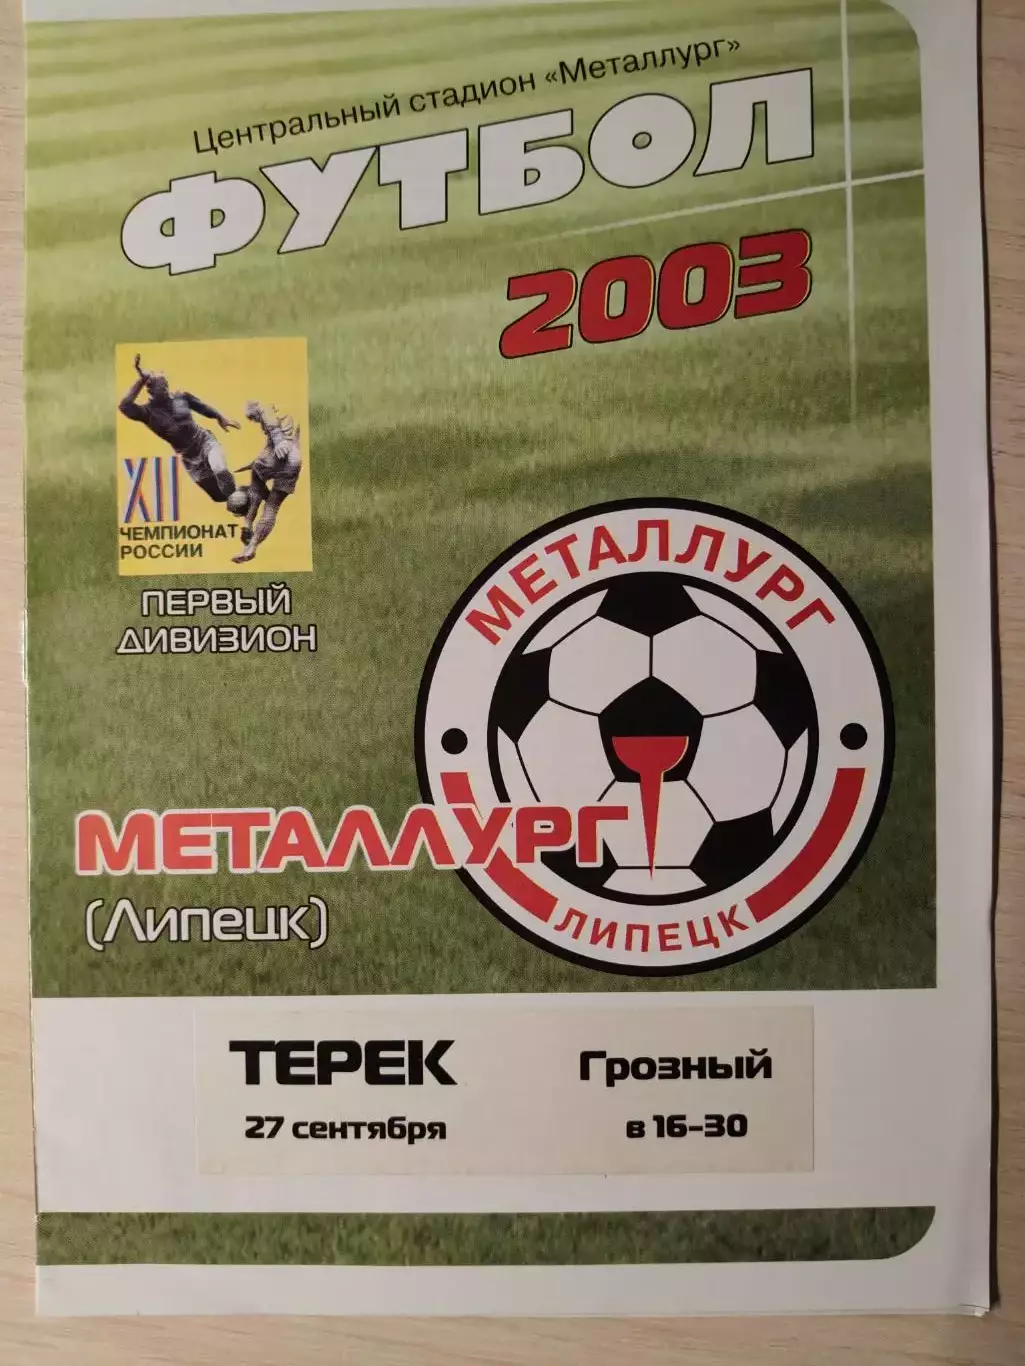 Центральный стадион «Металлург»
ФУТБОЛ
2003
XII
ЧЕМПИОНАТ
РОССИИ
ПЕРВЫЙ
ДИВИЗИОН
МЕТАЛЛУРГ
ЛИПЕЦК
МЕТАЛЛУРГ
(Липецк)
ТЕРЕК Грозный
27 сентября в 16-30